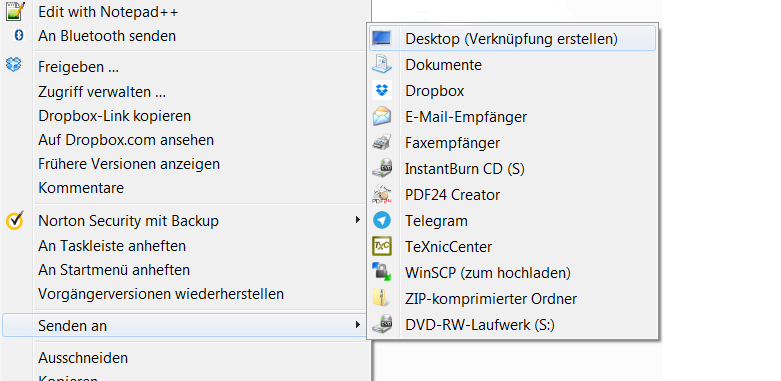 Edit with Notepad++
An Bluetooth senden
Freigeben ...
Zugriff verwalten ...
Dropbox-Link kopieren
Auf Dropbox.com ansehen
Frühere Versionen anzeigen
Kommentare
Norton Security mit Backup
An Taskleiste anheften
An Startmenü anheften
Vorgängerversionen wiederherstellen
Senden an
Ausschneiden
Kopieren
Desktop (Verknüpfung erstellen)
Dokumente
Dropbox
E-Mail-Empfänger
Faxempfänger
InstantBurn CD (S)
PDF24 Creator
Telegram
TeXnicCenter
WinSCP (zum hochladen)
ZIP-komprimierter Ordner
DVD-RW-Laufwerk (S:)